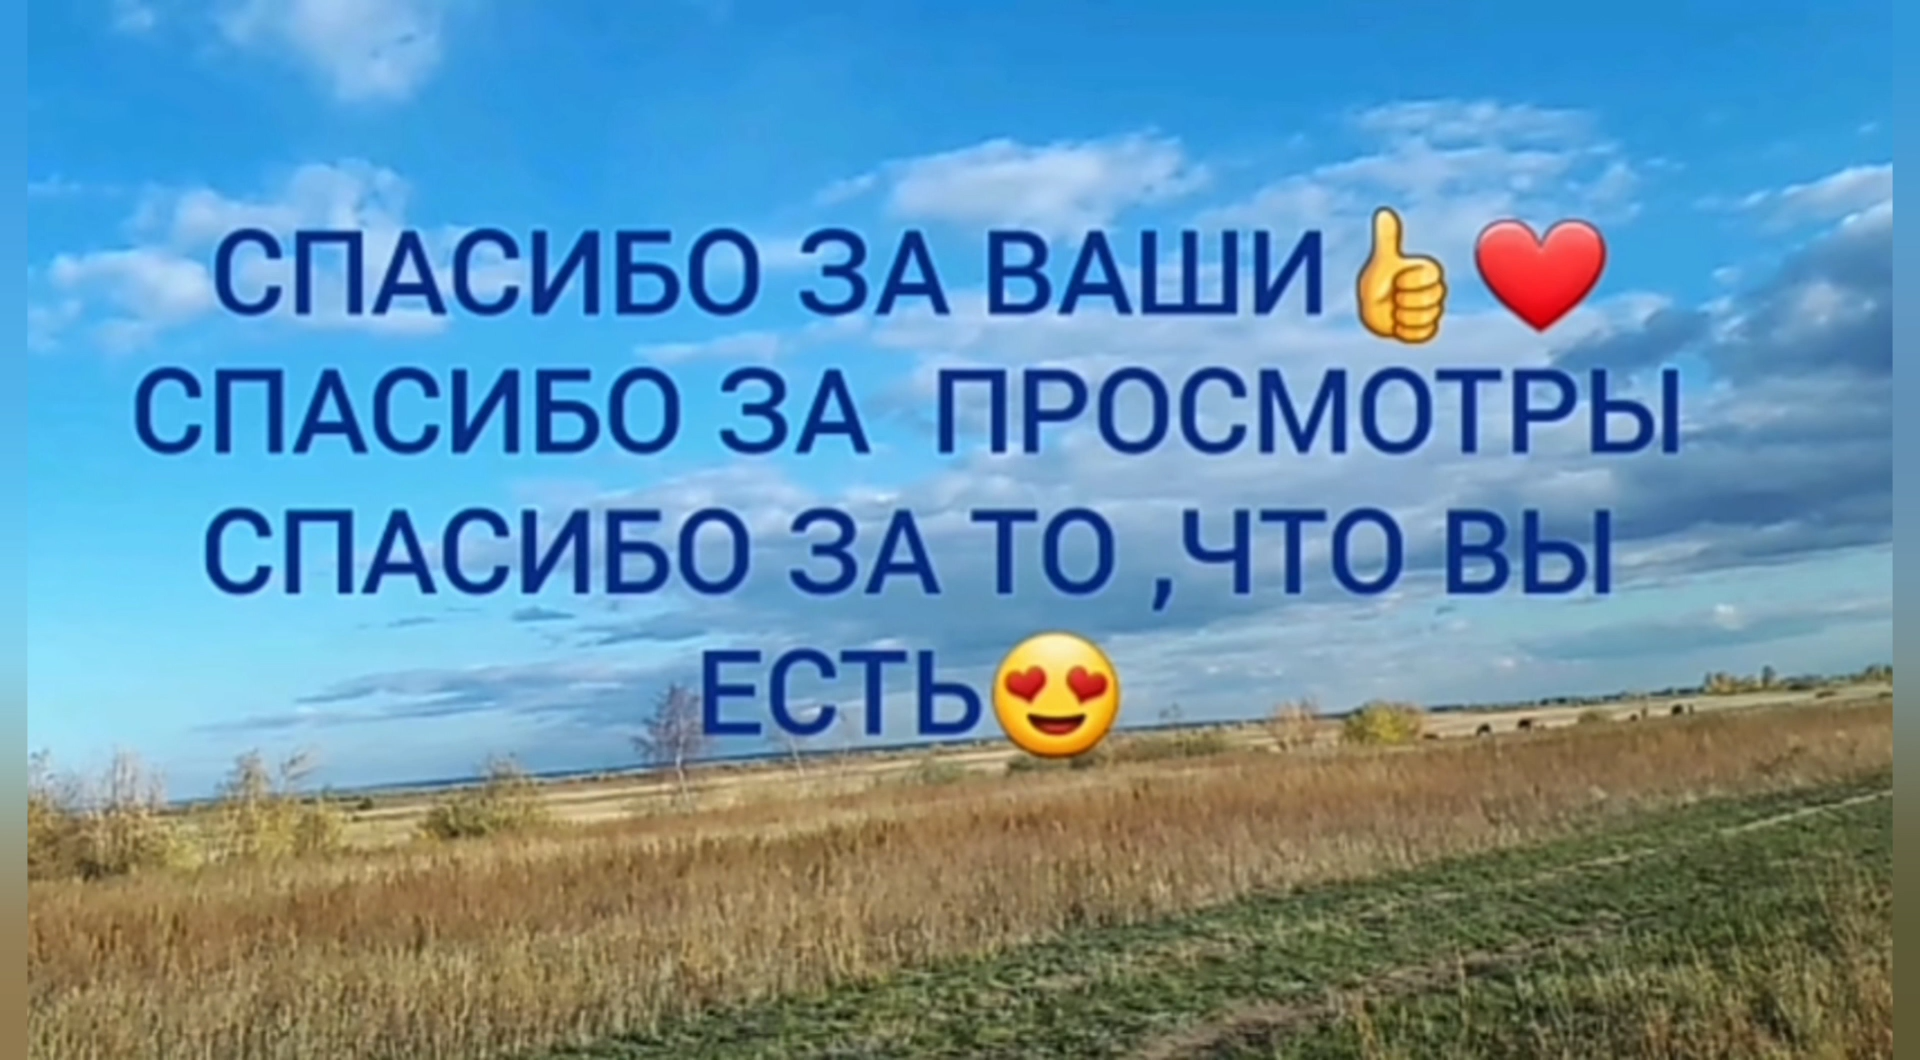 СПАСИБО ЗА ВАШИ👍❤️
СПАСИБО ЗА  ПРОСМОТРЫ
СПАСИБО ЗА ТО ,ЧТО ВЫ
ЕСТЬ😍